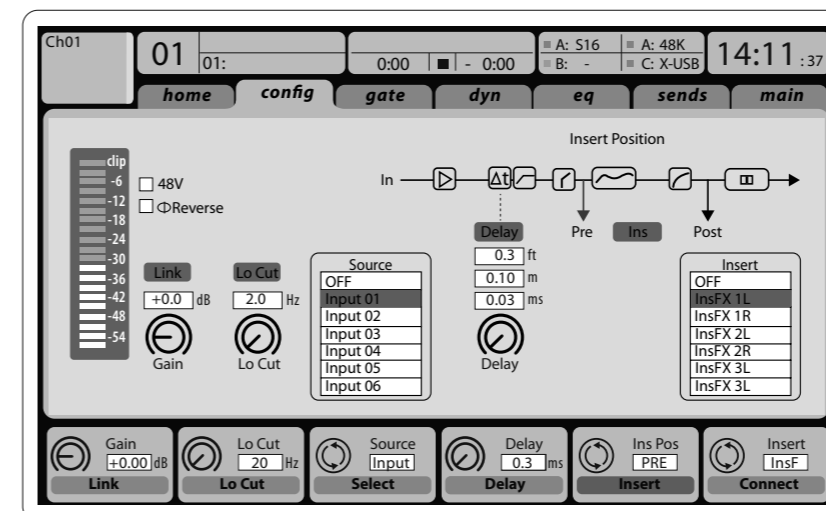 Ch01
01
01:
0:00
- 0:00
A: S16
B: -
A: 48K
C: X-USB
14:11 :37
home
config
gate
dyn
eq
sends
main
Insert Position
clip
-6
-12
-18
-24
-30
-36
-42
-48
-54
48V
ΦReverse
In
Δt
Pre
Ins
Post
Link
+0.0 dB
Gain
Lo Cut
2.0 Hz
Lo Cut
Source
OFF
Input 01
Input 02
Input 03
Input 04
Input 05
Input 06
Delay
0.3 ft
0.10 m
0.03 ms
Delay
Insert
OFF
InsFX 1L
InsFX 1R
InsFX 2L
InsFX 2R
InsFX 3L
InsFX 3L
Gain
+0.00 dB
Link
Lo Cut
20 Hz
Lo Cut
Source
Input
Select
Delay
0.3 ms
Delay
Ins Pos
PRE
Insert
Insert
InsF
Connect